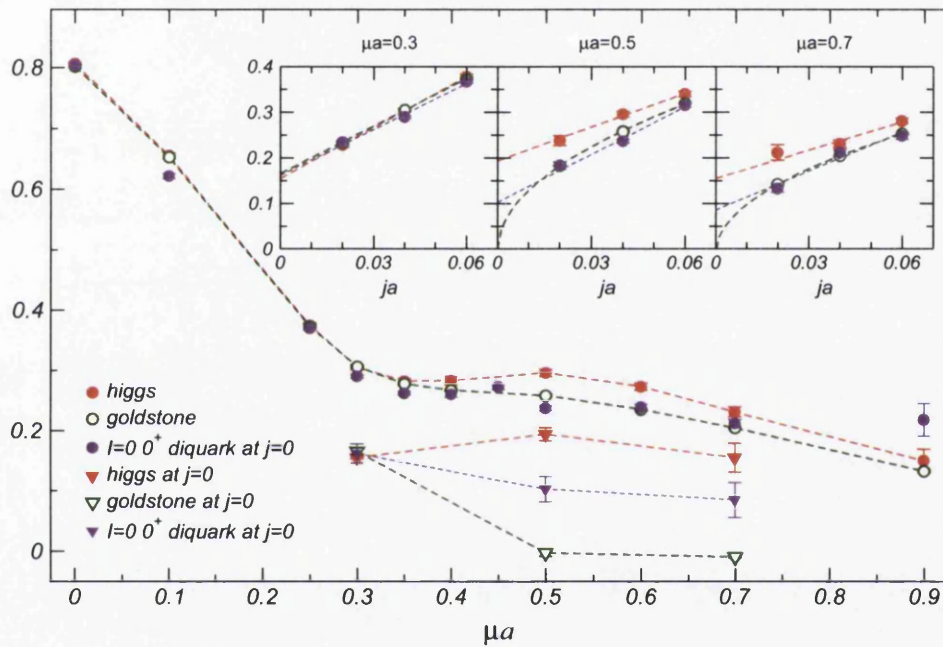 μa=0.3 μa=0.5 μa=0.7
0.4
0.3
0.2
0.1
0
0 0.03 0.06 0 0.03 0.06 0 0.03 0.06
ja ja ja
0.8
0.6
0.4
0.2
0
higgs
goldstone
I=0 0⁺ diquark at j=0
higgs at j=0
goldstone at j=0
I=0 0⁺ diquark at j=0
0 0.1 0.2 0.3 0.4 0.5 0.6 0.7 0.8 0.9
μa